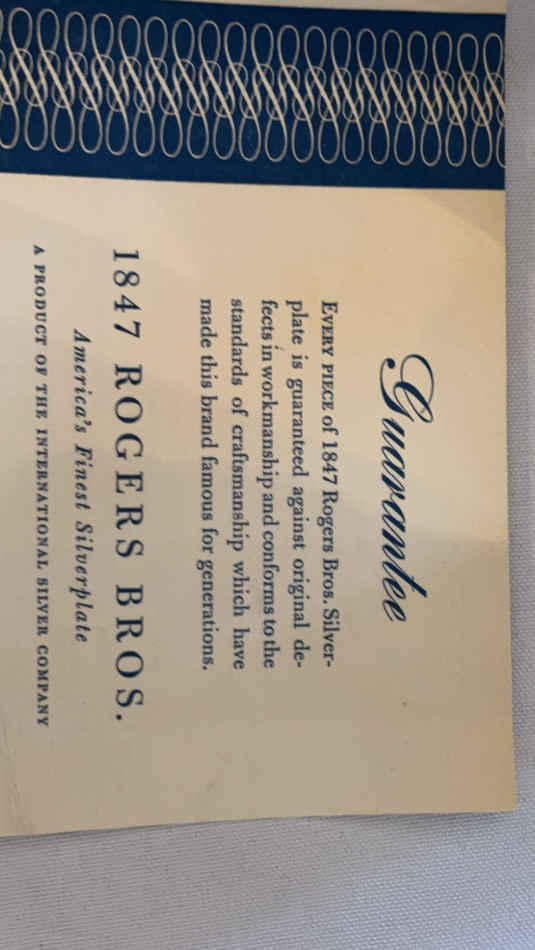 Guarantee
EVERY PIECE of 1847 Rogers Bros. Silver-
plate is guaranteed against original de-
fects in workmanship and conforms to the
standards of craftsmanship which have
made this brand famous for generations.
1847 ROGERS BROS.
America's Finest Silverplate
A PRODUCT OF THE INTERNATIONAL SILVER COMPANY